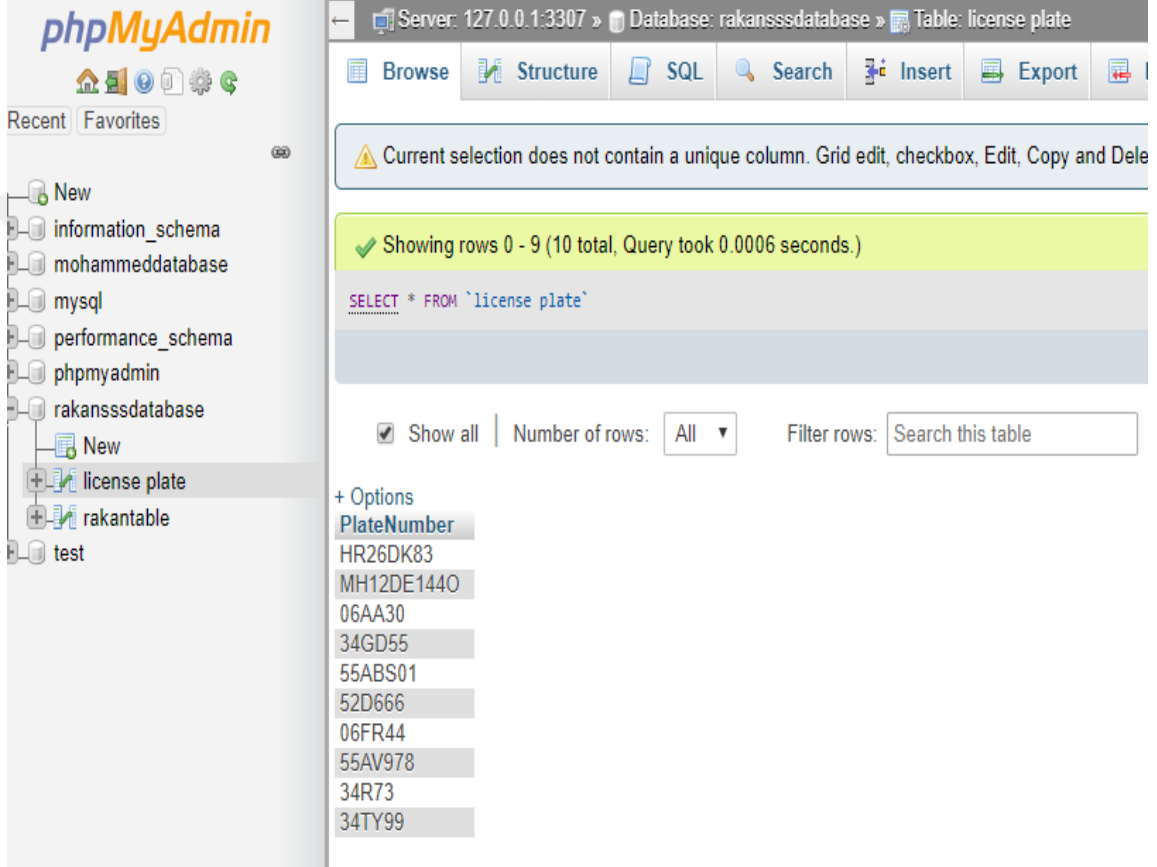 phpMyAdmin
Recent Favorites
New
information_schema
mohammeddatabase
mysql
performance_schema
phpmyadmin
rakansssdatabase
New
license plate
rakantable
test
Server: 127.0.0.1:3307 » Database: rakansssdatabase » Table: license plate
Browse Structure SQL Search Insert Export
Current selection does not contain a unique column. Grid edit, checkbox, Edit, Copy and Dele
Showing rows 0 - 9 (10 total, Query took 0.0006 seconds.)
SELECT * FROM `license plate`
Show all | Number of rows: All Filter rows: Search this table
+ Options
PlateNumber
HR26DK83
MH12DE144O
06AA30
34GD55
55ABS01
52D666
06FR44
55AV978
34R73
34TY99